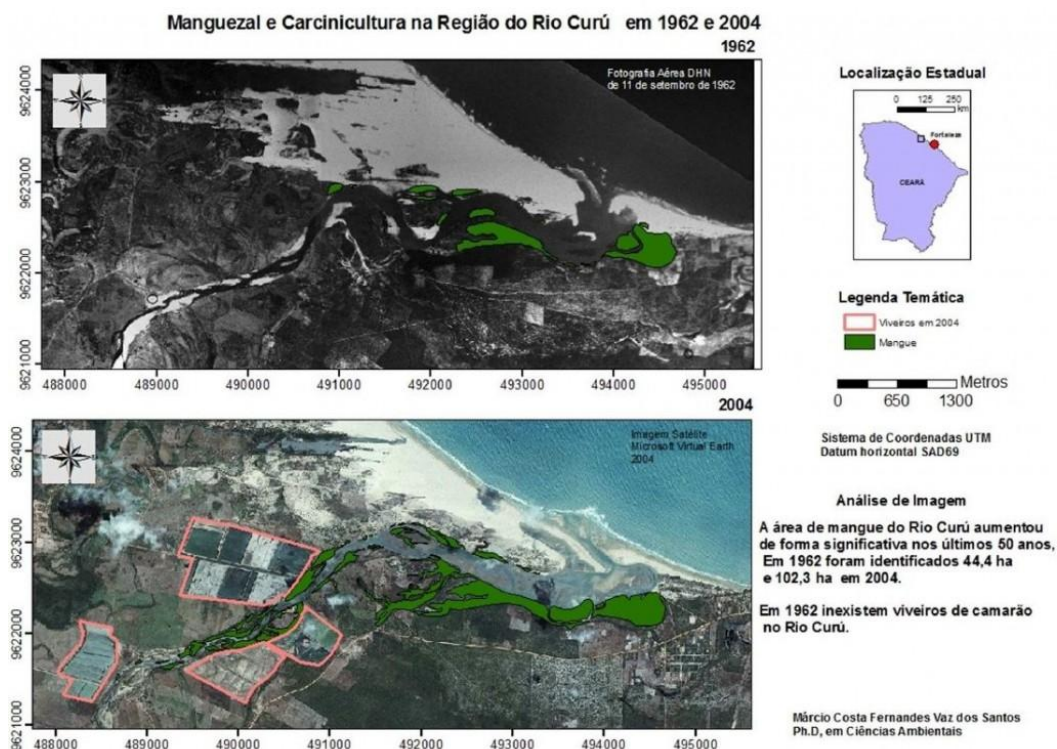 Manguezal e Carcinicultura na Região do Rio Curú em 1962 e 2004
1962
Fotografia Aérea DHN
de 11 de setembro de 1962
9624000
9623000
9622000
9621000
488000 489000 490000 491000 492000 493000 494000 495000
2004
Imagem Satélite
Microsoft Virtual Earth
2004
9624000
9623000
9622000
9621000
488000 489000 490000 491000 492000 493000 494000 495000
Localização Estadual
0 125 250
km
Fortaleza
CEARÁ
Legenda Temática
Viveiros em 2004
Mangue
Metros
0 650 1300
Sistema de Coordenadas UTM
Datum horizontal SAD69
Análise de Imagem
A área de mangue do Rio Curú aumentou
de forma significativa nos últimos 50 anos,
Em 1962 foram identificados 44,4 ha
e 102,3 ha em 2004.
Em 1962 inexistem viveiros de camarão
no Rio Curú.
Márcio Costa Fernandes Vaz dos Santos
Ph.D, em Ciências Ambientais